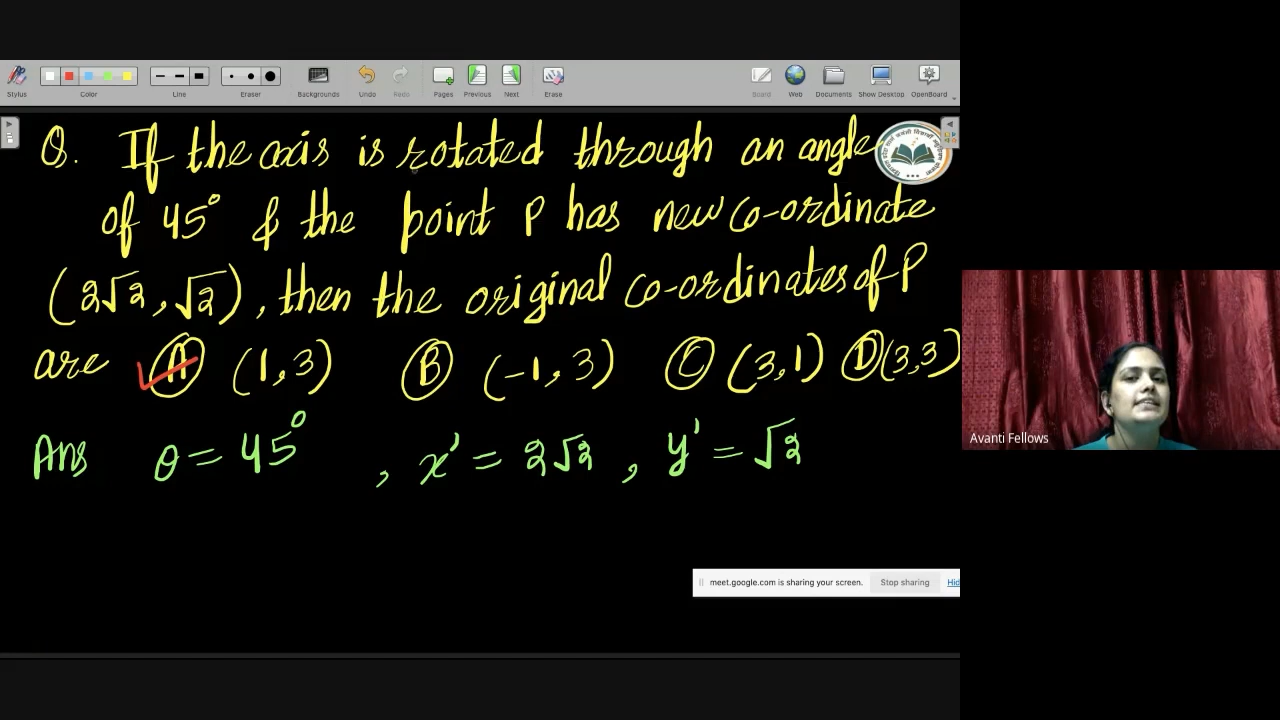 Stylus Color Line Eraser Backgrounds Undo Redo Pages Previous Next Erase Board Web Documents Show Desktop OpenBoard
Q. If the axis is rotated through an angle
of 45° & the point P has new co-ordinate
(2√2, √2), then the original co-ordinates of P
are (A) (1, 3) (B) (-1, 3) (C) (3, 1) (D) (3, 3)
Ans θ = 45° , x' = 2√2 , y' = √2
Avanti Fellows
meet.google.com is sharing your screen. Stop sharing Hid